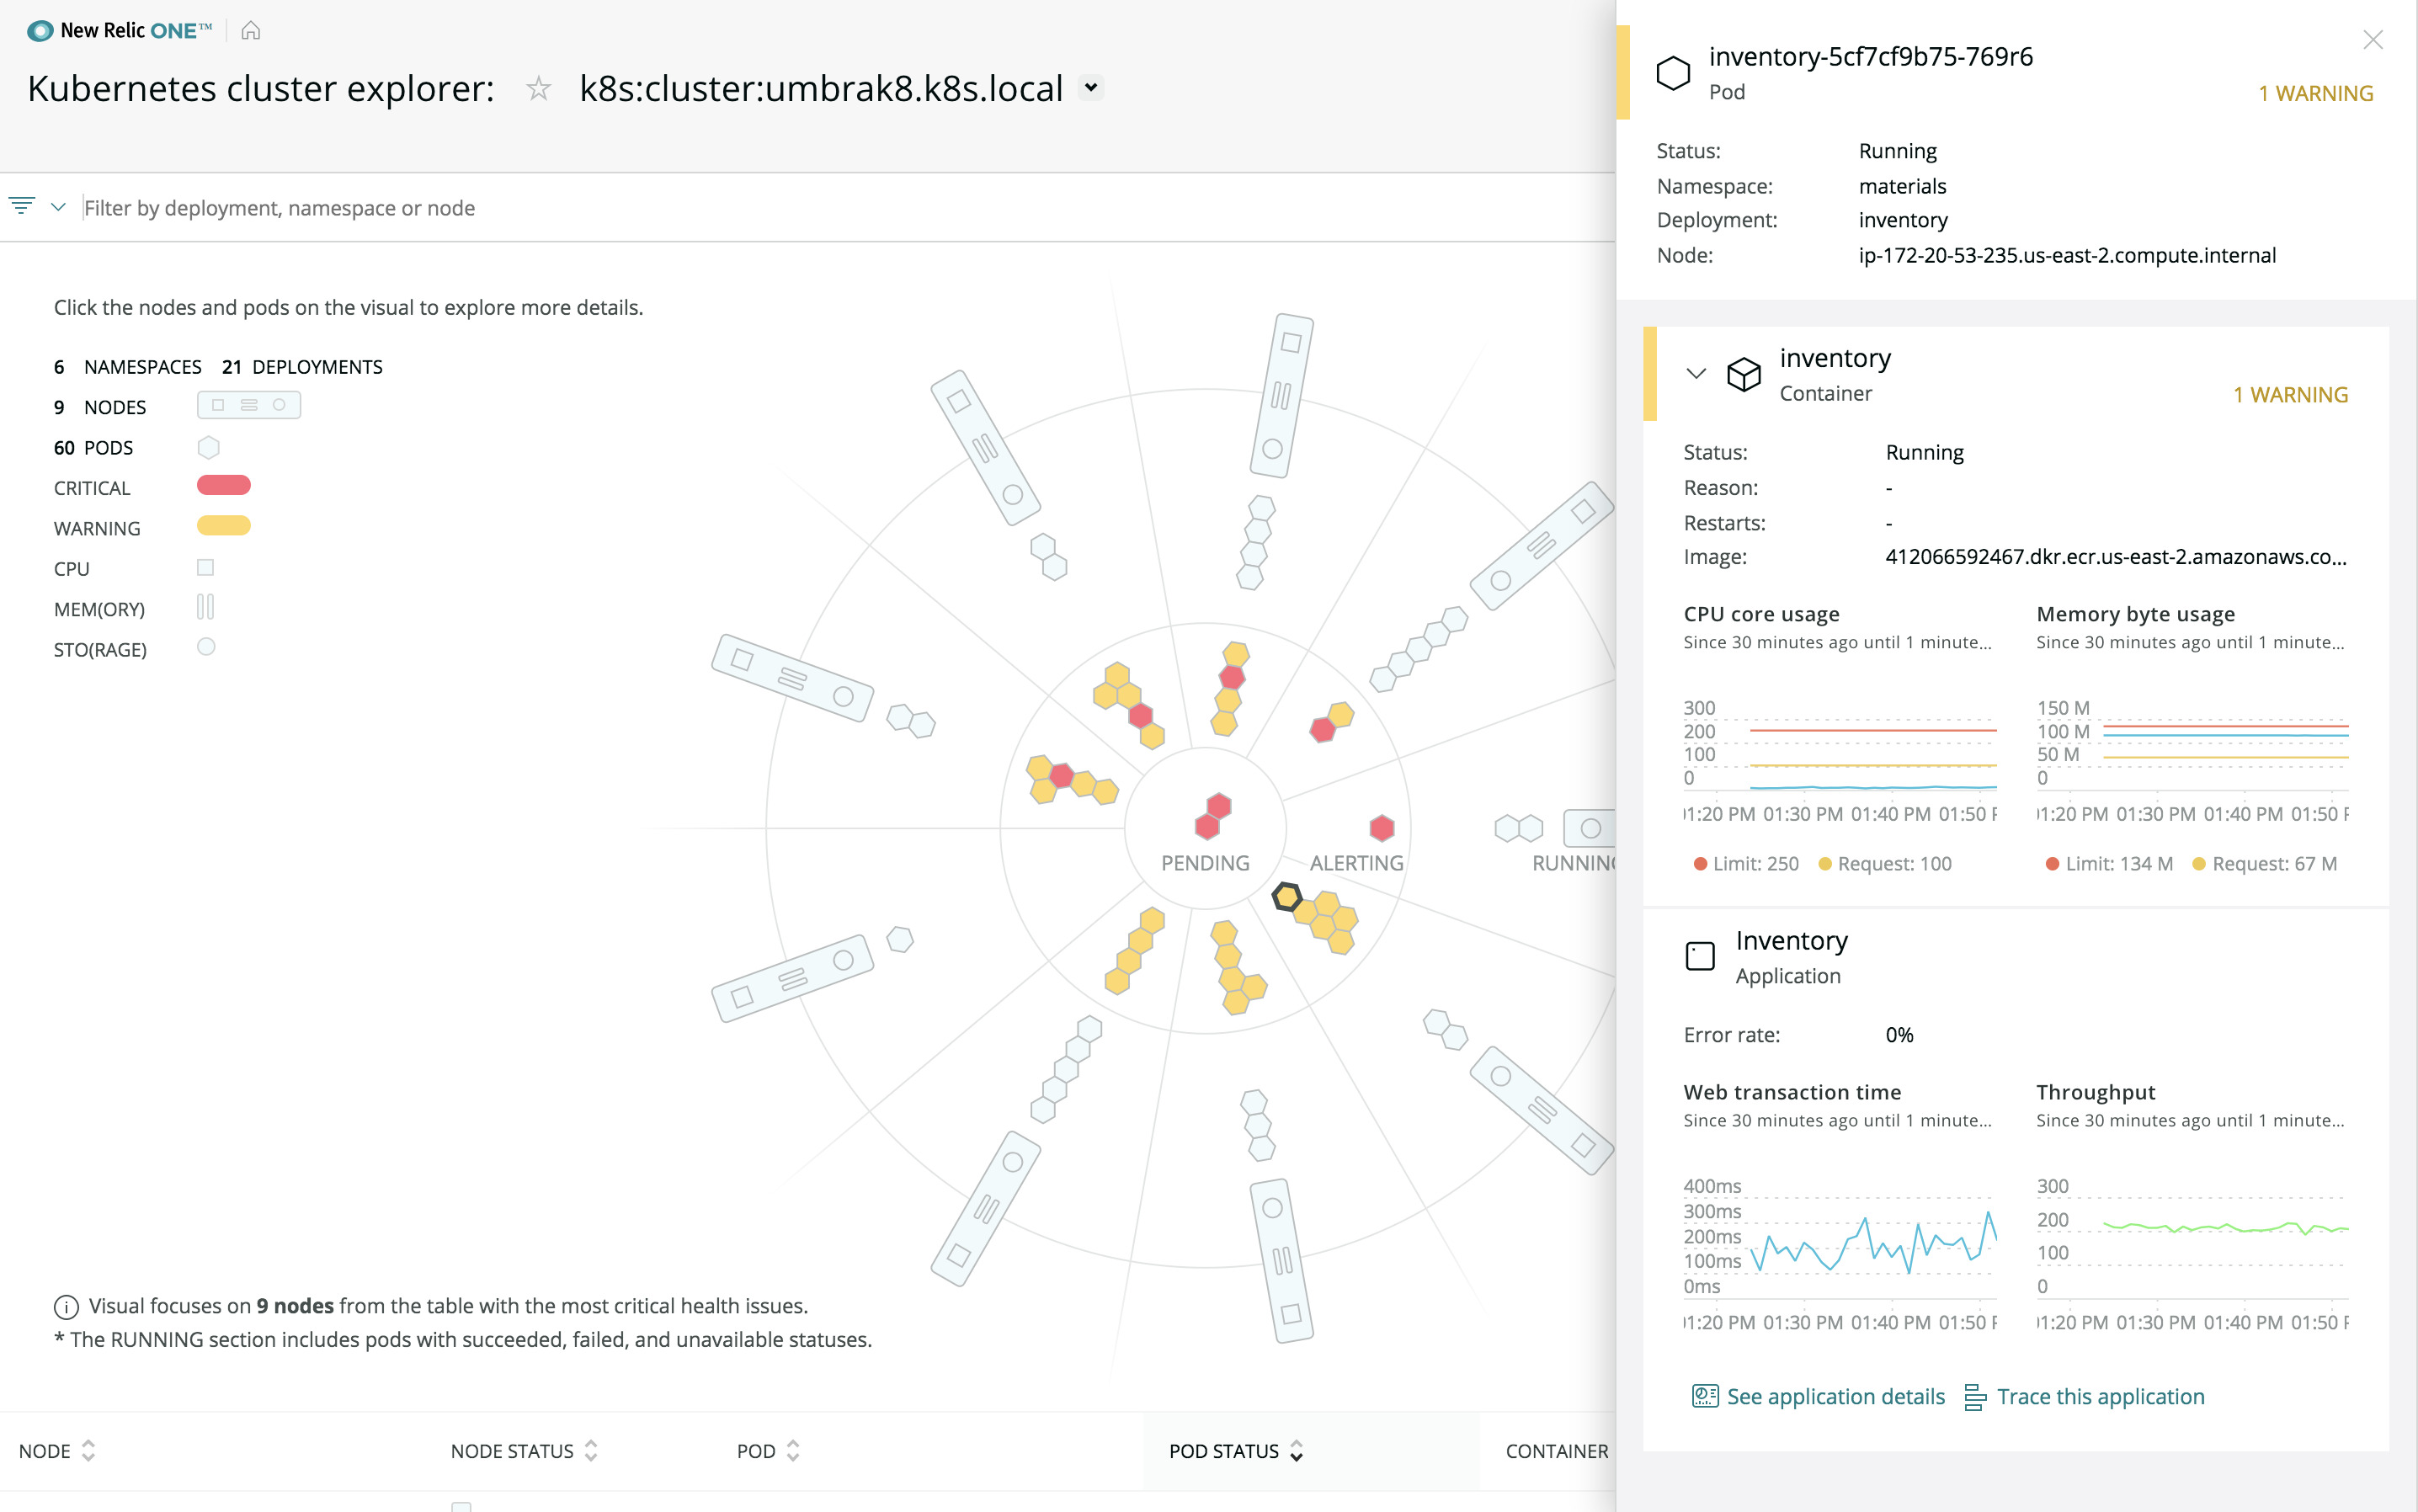 New Relic ONE™
Kubernetes cluster explorer: k8s:cluster:umbrak8.k8s.local
Filter by deployment, namespace or node
Click the nodes and pods on the visual to explore more details.
6 NAMESPACES 21 DEPLOYMENTS
9 NODES
60 PODS
CRITICAL
WARNING
CPU
MEM(ORY)
STO(RAGE)
PENDING
ALERTING
RUNNING
Visual focuses on 9 nodes from the table with the most critical health issues.
* The RUNNING section includes pods with succeeded, failed, and unavailable statuses.
NODE NODE STATUS POD POD STATUS CONTAINER
inventory-5cf7cf9b75-769r6
Pod
1 WARNING
Status: Running
Namespace: materials
Deployment: inventory
Node: ip-172-20-53-235.us-east-2.compute.internal
inventory
Container
1 WARNING
Status: Running
Reason: -
Restarts: -
Image: 412066592467.dkr.ecr.us-east-2.amazonaws.co...
CPU core usage
Since 30 minutes ago until 1 minute...
300
200
100
0
01:20 PM 01:30 PM 01:40 PM 01:50 P
Limit: 250 Request: 100
Memory byte usage
Since 30 minutes ago until 1 minute...
150 M
100 M
50 M
0
01:20 PM 01:30 PM 01:40 PM 01:50 P
Limit: 134 M Request: 67 M
Inventory
Application
Error rate: 0%
Web transaction time
Since 30 minutes ago until 1 minute...
400ms
300ms
200ms
100ms
0ms
01:20 PM 01:30 PM 01:40 PM 01:50 P
Throughput
Since 30 minutes ago until 1 minute...
300
200
100
0
01:20 PM 01:30 PM 01:40 PM 01:50 P
See application details Trace this application